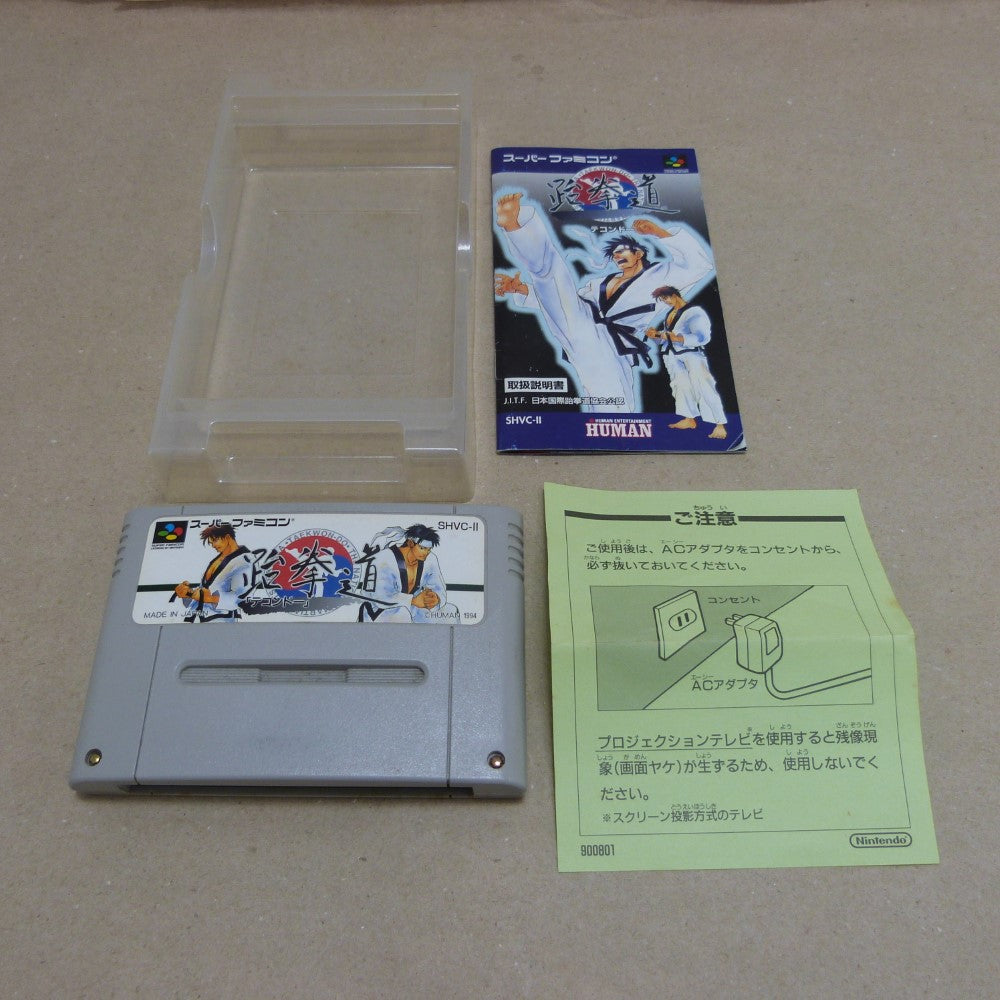 スーパーファミコン®
跆拳道
テコンドー
取扱説明書
J.I.T.F. 日本国際跆拳道協会公認
SHVC-II
HUMAN ENTERTAINMENT
HUMAN
スーパーファミコン®
SHVC-II
TAEKWON-DO
跆拳道
「テコンドー」
MADE IN JAPAN
©HUMAN 1994
ご注意
ご使用後は、ACアダプタをコンセントから、
必ず抜いておいてください。
コンセント
ACアダプタ
プロジェクションテレビ※を使用すると残像現
象(画面ヤケ)が生ずるため、使用しないでく
ださい。
※スクリーン投影方式のテレビ
900801
Nintendo